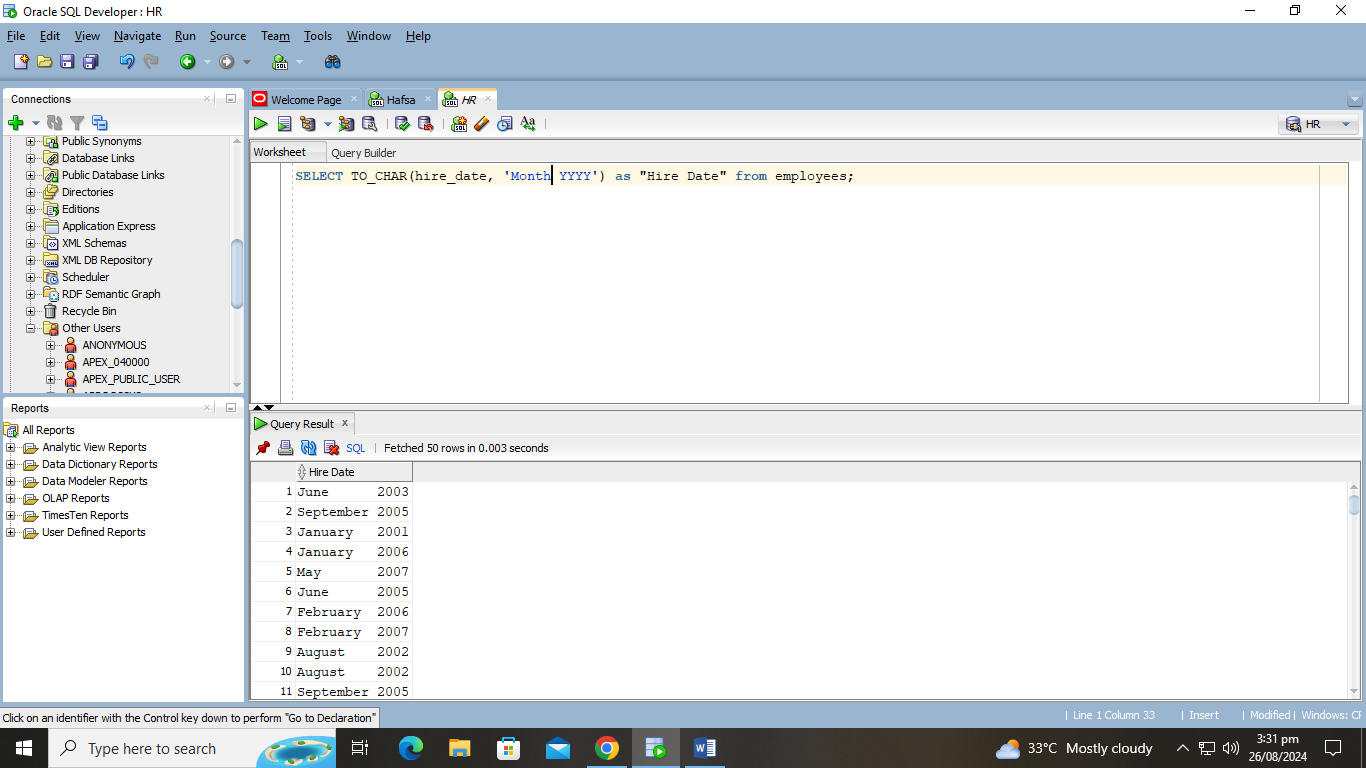 Oracle SQL Developer : HR
File Edit View Navigate Run Source Team Tools Window Help
Connections
Welcome Page
Hafsa
HR
HR
Public Synonyms
Database Links
Public Database Links
Directories
Editions
Application Express
XML Schemas
XML DB Repository
Scheduler
RDF Semantic Graph
Recycle Bin
Other Users
ANONYMOUS
APEX_040000
APEX_PUBLIC_USER
Worksheet Query Builder
SELECT TO_CHAR(hire_date, 'Month YYYY') as "Hire Date" from employees;
Reports
All Reports
Analytic View Reports
Data Dictionary Reports
Data Modeler Reports
OLAP Reports
TimesTen Reports
User Defined Reports
Query Result
SQL | Fetched 50 rows in 0.003 seconds
Hire Date
1 June 2003
2 September 2005
3 January 2001
4 January 2006
5 May 2007
6 June 2005
7 February 2006
8 February 2007
9 August 2002
10 August 2002
11 September 2005
Click on an identifier with the Control key down to perform "Go to Declaration"
| Line 1 Column 33 | Insert | Modified | Windows: CF
Type here to search
33°C Mostly cloudy
3:31 pm
26/08/2024